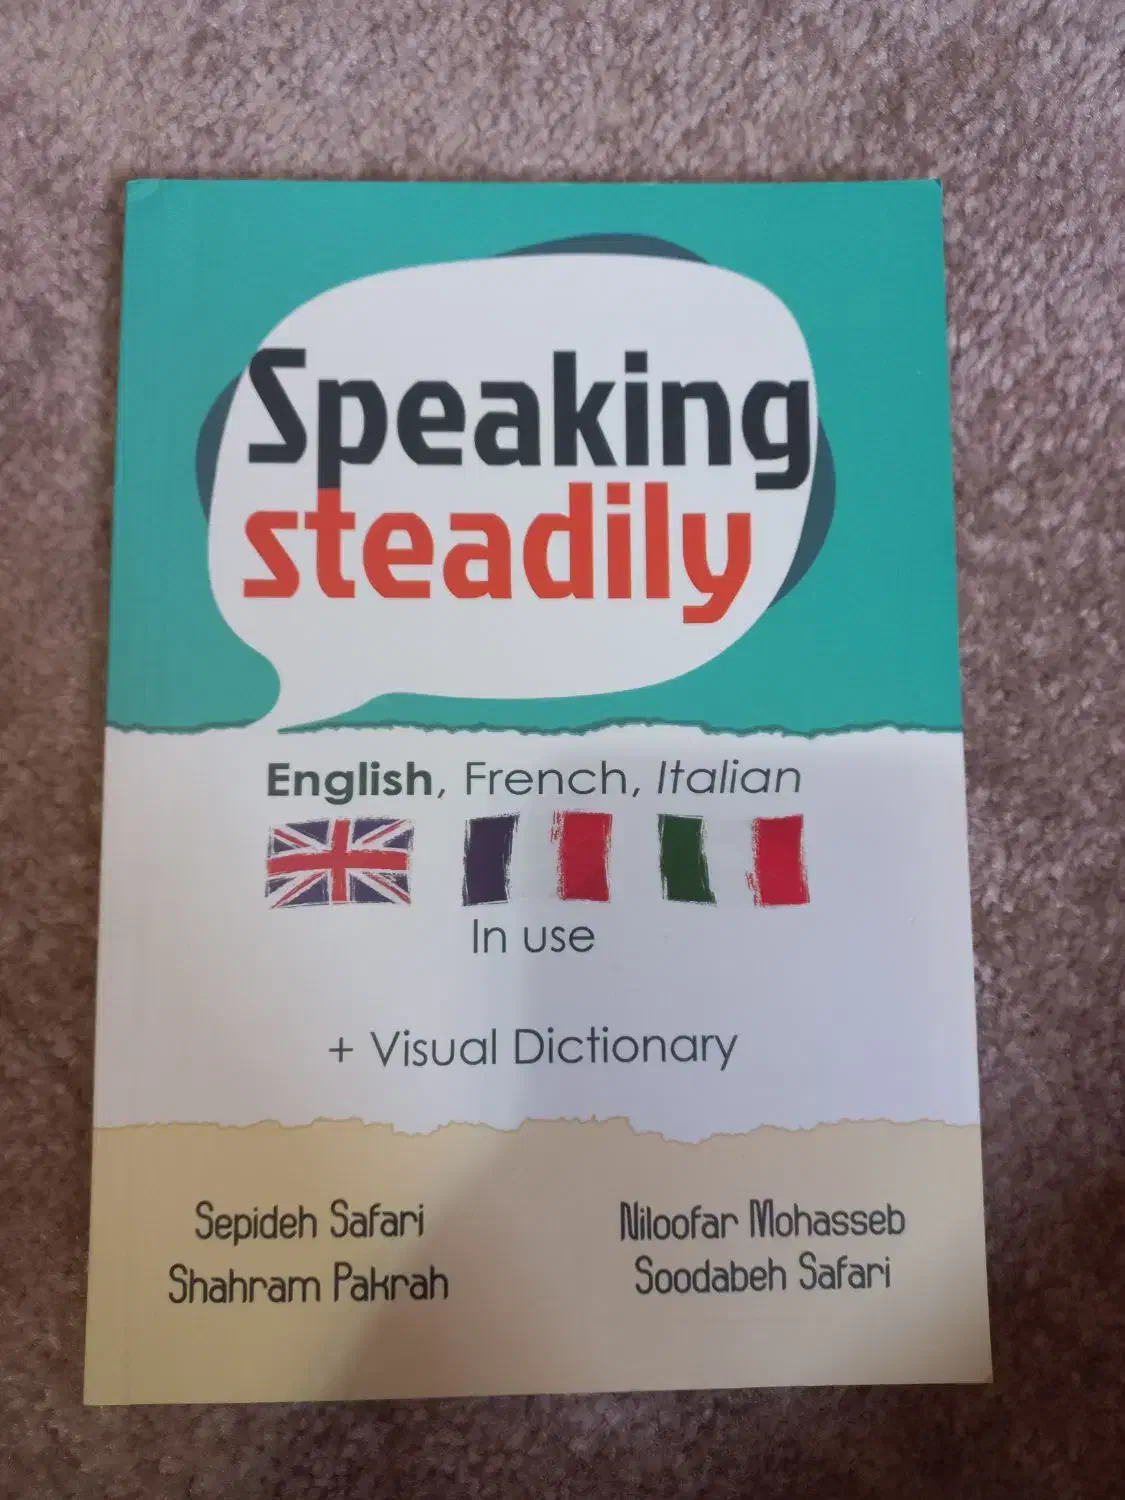 Speaking
steadily
English, French, Italian
In use
+ Visual Dictionary
Sepideh Safari
Shahram Pakrah
Niloofar Mohasseb
Soodabeh Safari